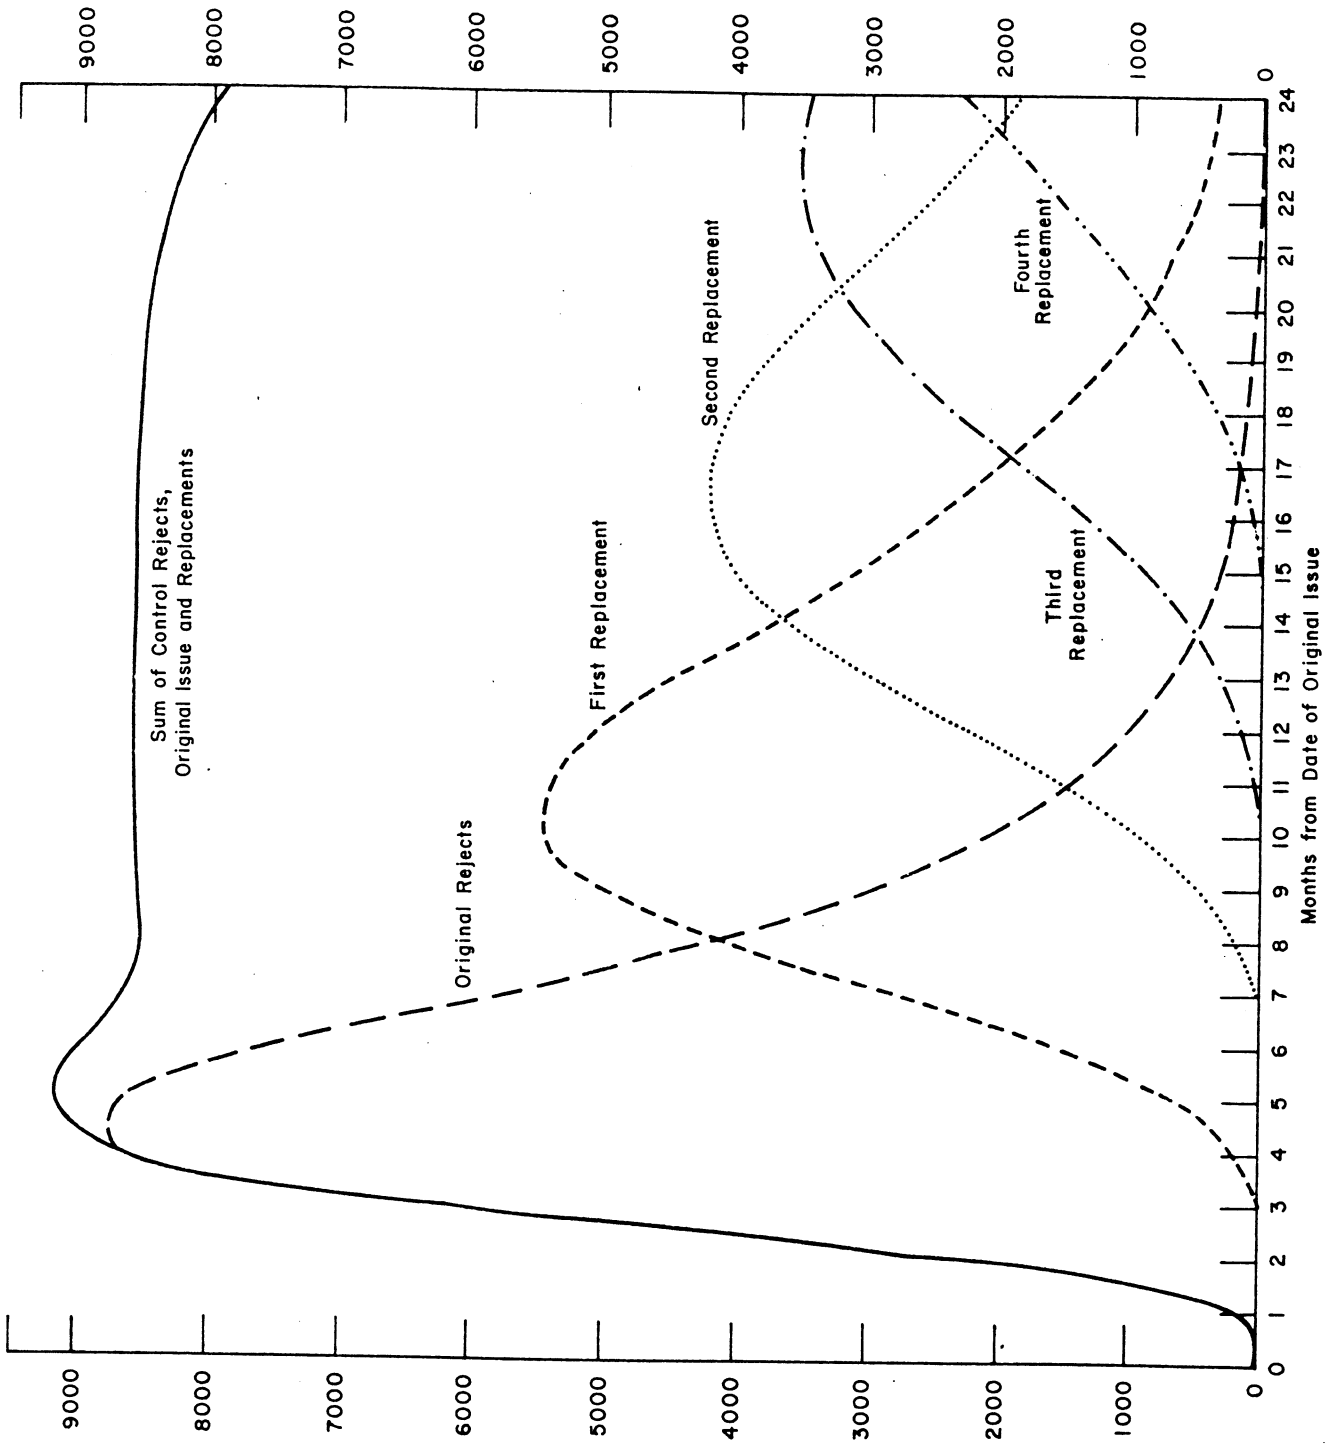 9000
8000
7000
6000
5000
4000
3000
2000
1000
0
Sum of Control Rejects,
Original Issue and Replacements
Original Rejects
First Replacement
Second Replacement
Third
Replacement
Fourth
Replacement
9000
8000
7000
6000
5000
4000
3000
2000
1000
0
0 1 2 3 4 5 6 7 8 9 10 11 12 13 14 15 16 17 18 19 20 21 22 23 24
Months from Date of Original Issue